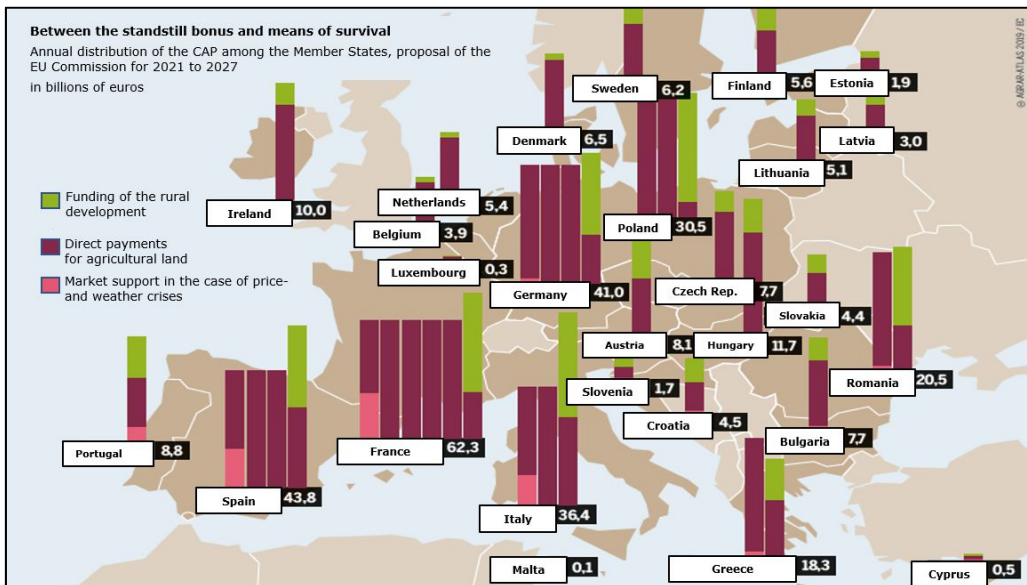 Between the standstill bonus and means of survival
Annual distribution of the CAP among the Member States, proposal of the
EU Commission for 2021 to 2027
in billions of euros
© AGRAR-ATLAS 2019 / EC
Sweden 6,2
Finland 5,6
Estonia 1,9
Denmark 6,5
Latvia 3,0
Lithuania 5,1
Funding of the rural
development
Direct payments
for agricultural land
Market support in the case of price-
and weather crises
Ireland 10,0
Netherlands 5,4
Belgium 3,9
Luxembourg 0,3
Germany 41,0
Poland 30,5
Czech Rep. 7,7
Slovakia 4,4
Austria 8,1
Hungary 11,7
Slovenia 1,7
Romania 20,5
Croatia 4,5
Bulgaria 7,7
Portugal 8,8
France 62,3
Spain 43,8
Italy 36,4
Malta 0,1
Greece 18,3
Cyprus 0,5